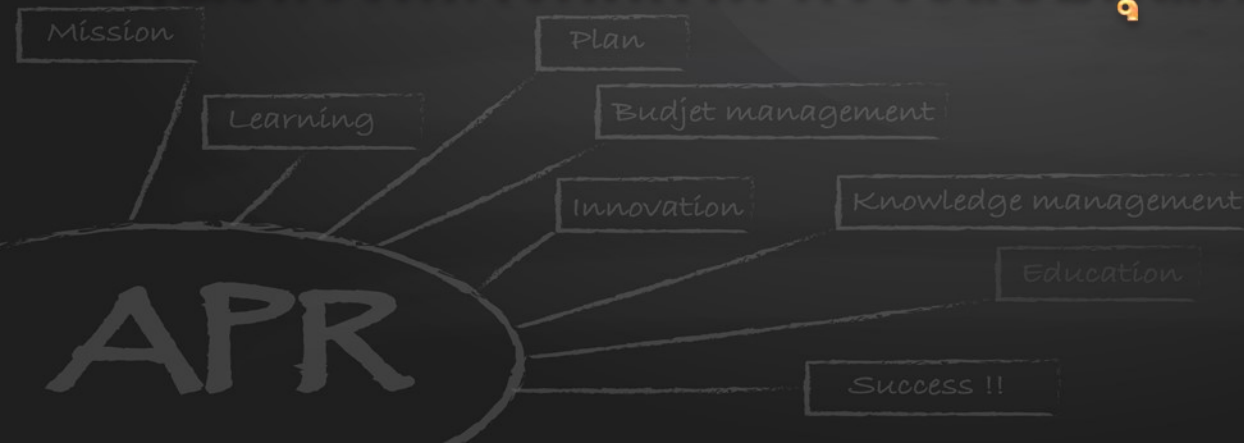 Mission
Plan
Learning
Budjet management
Innovation
Knowledge management
Education
APR
Success !!